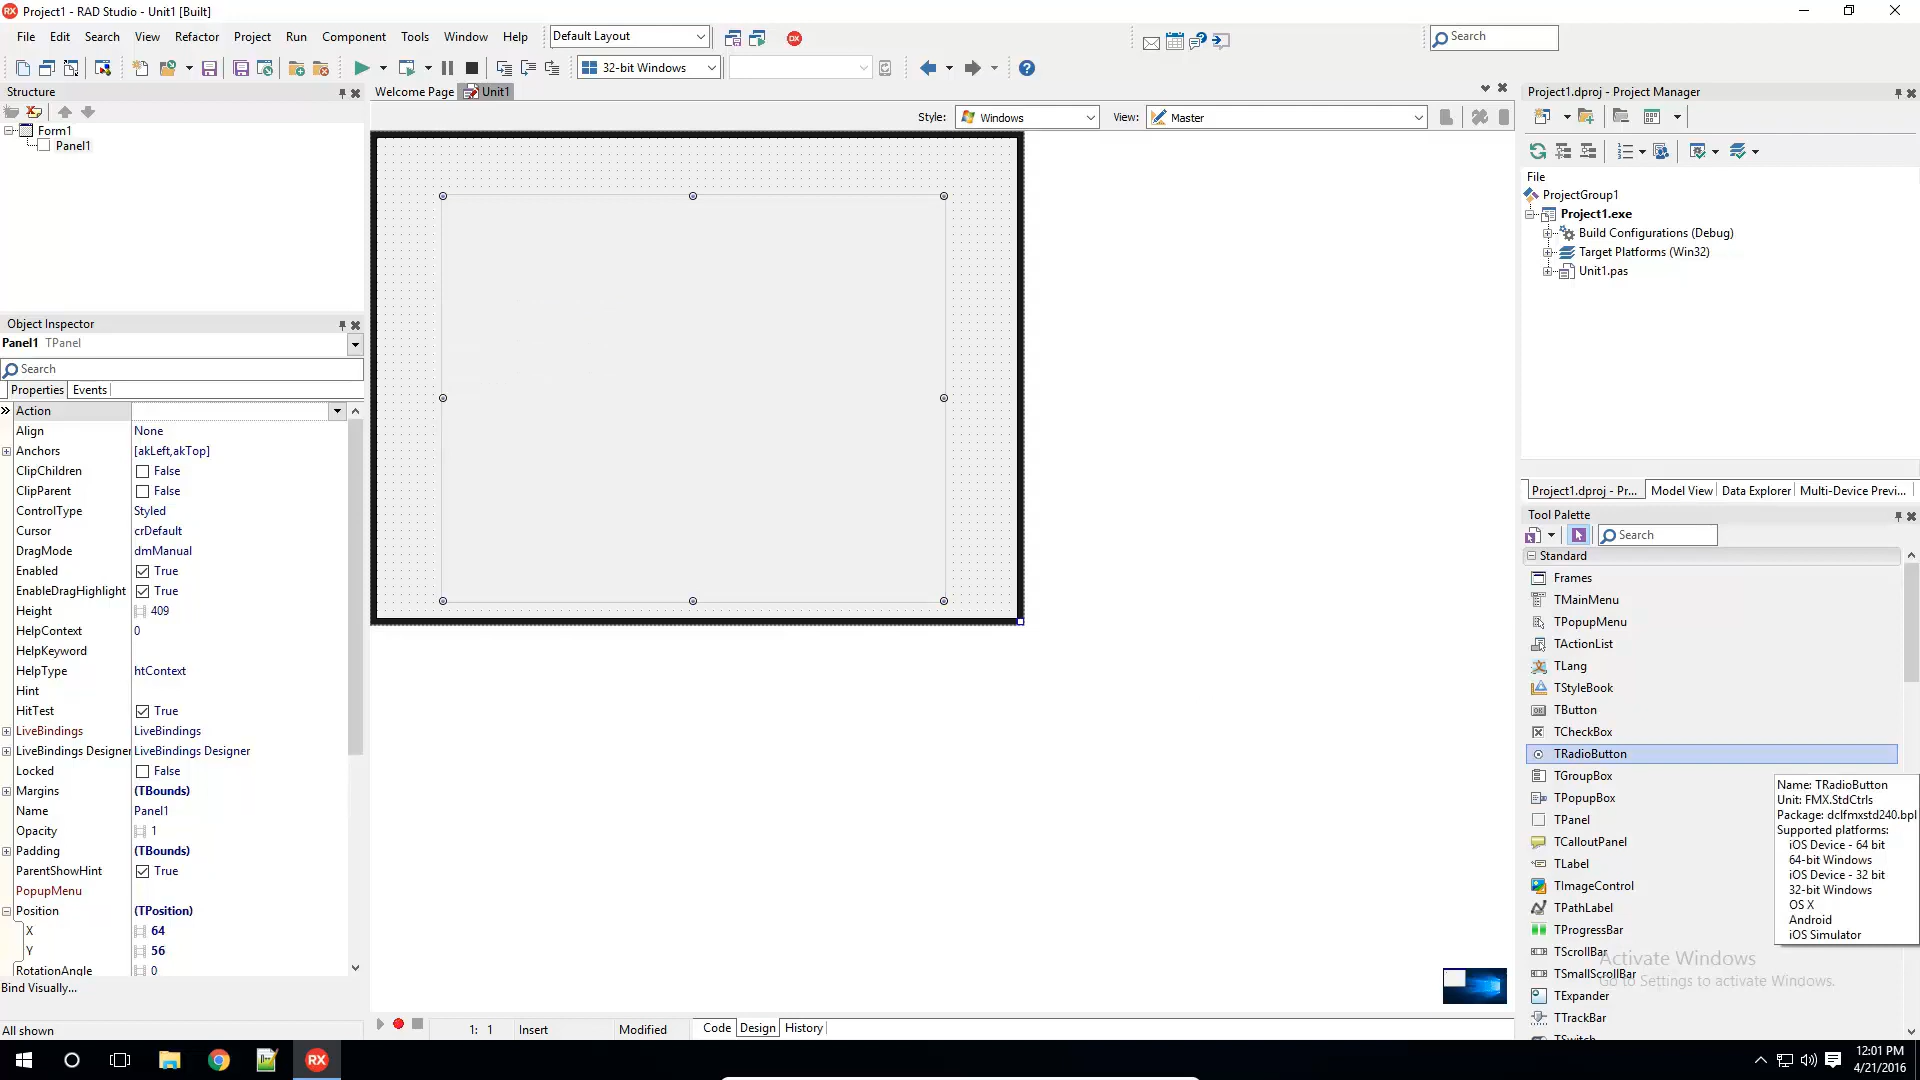 Project1 - RAD Studio - Unit1 [Built]
File Edit Search View Refactor Project Run Component Tools Window Help
Default Layout
Search
32-bit Windows
Structure
Welcome Page Unit1
Project1.dproj - Project Manager
Style: Windows View: Master
Form1
Panel1
File
ProjectGroup1
Project1.exe
Build Configurations (Debug)
Target Platforms (Win32)
Unit1.pas
Object Inspector
Panel1 TPanel
Search
Properties Events
Action
Align None
Anchors [akLeft,akTop]
ClipChildren False
ClipParent False
ControlType Styled
Cursor crDefault
DragMode dmManual
Enabled True
EnableDragHighlight True
Height 409
HelpContext 0
HelpKeyword
HelpType htContext
Hint
HitTest True
LiveBindings LiveBindings
LiveBindings Designer LiveBindings Designer
Locked False
Margins (TBounds)
Name Panel1
Opacity 1
Padding (TBounds)
ParentShowHint True
PopupMenu
Position (TPosition)
X 64
Y 56
RotationAngle 0
Bind Visually...
All shown
Project1.dproj - Pr... Model View Data Explorer Multi-Device Previ...
Tool Palette
Search
Standard
Frames
TMainMenu
TPopupMenu
TActionList
TLang
TStyleBook
TButton
TCheckBox
TRadioButton
TGroupBox
TPopupBox
TPanel
TCalloutPanel
TLabel
TImageControl
TPathLabel
TProgressBar
TScrollBar
TSmallScrollBar
TExpander
TTrackBar
TSwitch
Name: TRadioButton
Unit: FMX.StdCtrls
Package: dclfmxstd240.bpl
Supported platforms:
iOS Device - 64 bit
64-bit Windows
iOS Device - 32 bit
32-bit Windows
OS X
Android
iOS Simulator
Activate Windows
Go to Settings to activate Windows.
1: 1 Insert Modified Code Design History
12:01 PM
4/21/2016